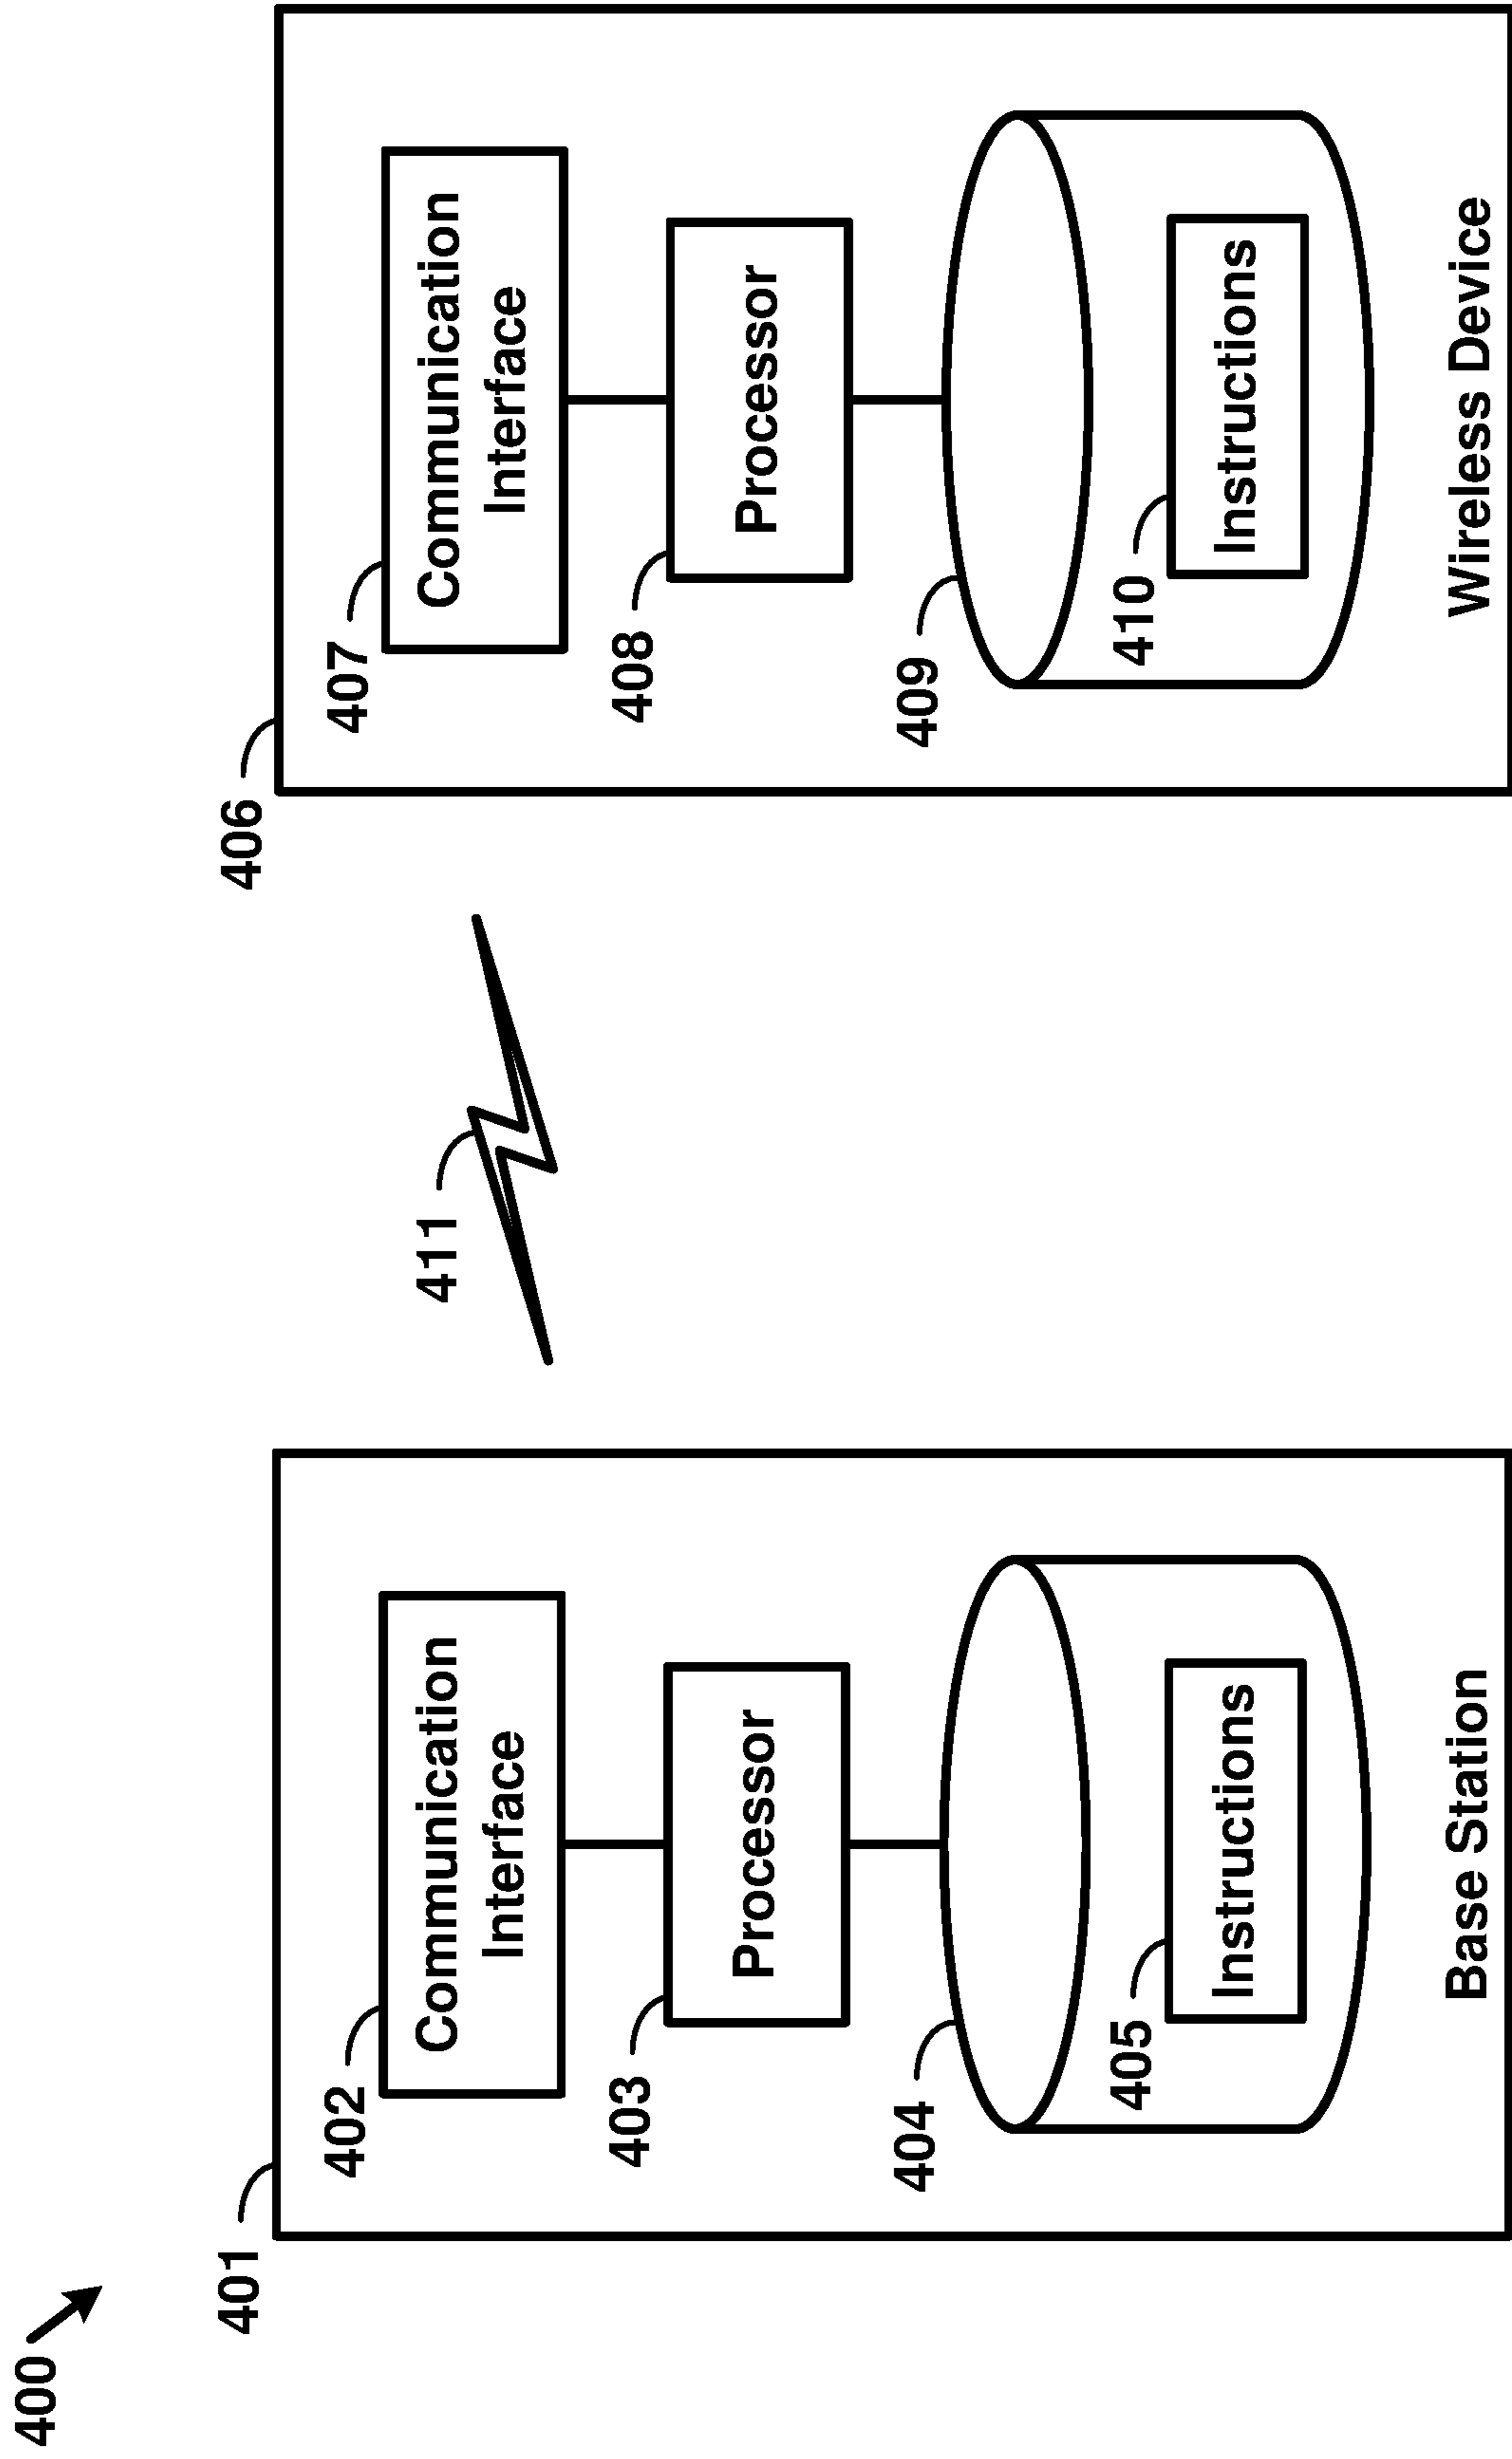 400
401
402
Communication
Interface
403
Processor
404
405
Instructions
Base Station
411
406
407
Communication
Interface
408
Processor
409
410
Instructions
Wireless Device